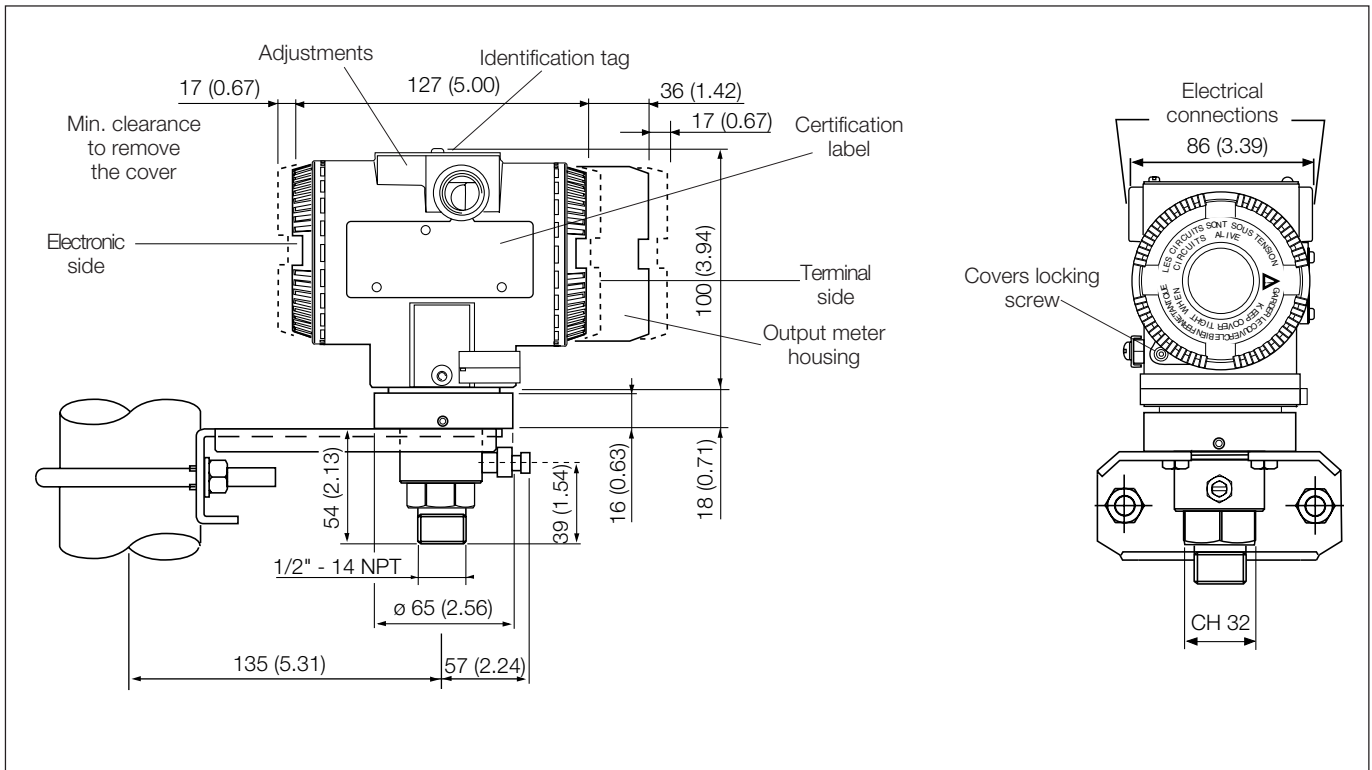 Adjustments
Identification tag
17 (0.67)
127 (5.00)
36 (1.42)
17 (0.67)
Min. clearance
to remove
the cover
Certification
label
Electronic
side
100 (3.94)
Terminal
side
Output meter
housing
54 (2.13)
39 (1.54)
16 (0.63)
18 (0.71)
1/2" - 14 NPT
ø 65 (2.56)
135 (5.31)
57 (2.24)
Electrical
connections
86 (3.39)
Covers locking
screw
LES CIRCUITS SONT SOUS TENSION
CIRCUITS ALIVE
KEEP COVER TIGHT WHEN
CH 32